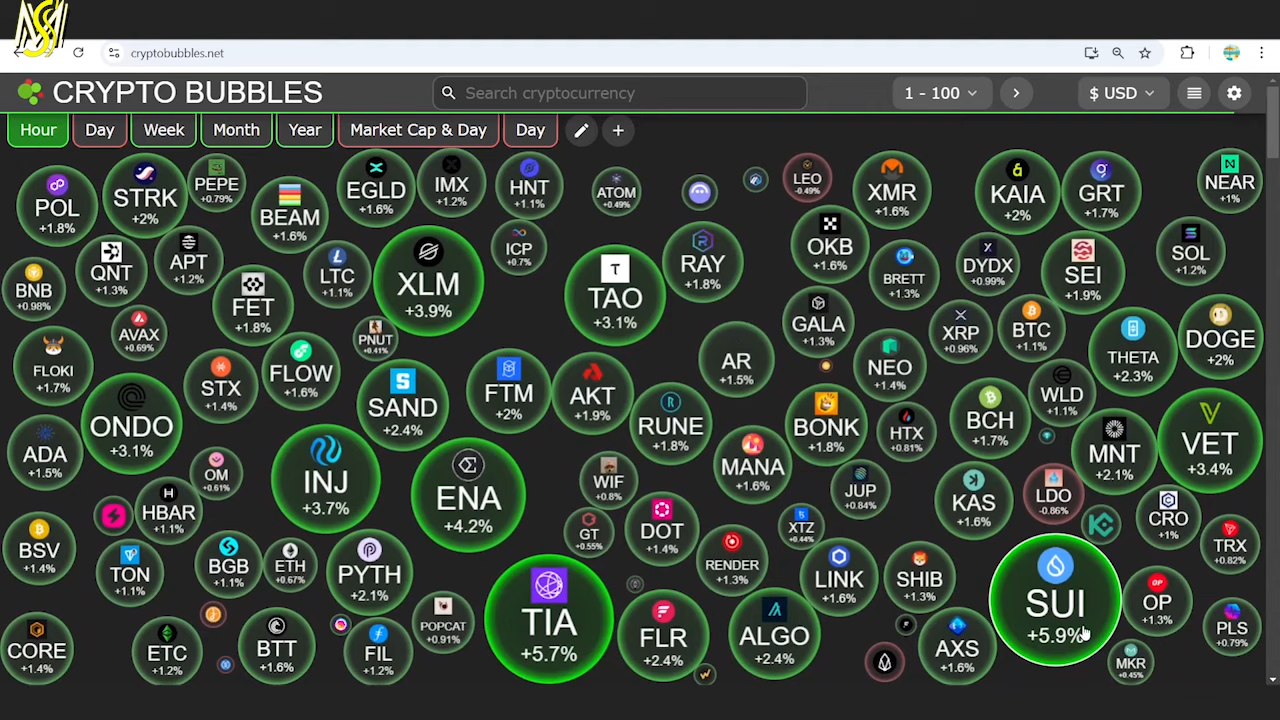 MS
cryptobubbles.net
CRYPTO BUBBLES
Search cryptocurrency
1 - 100
$ USD
Hour
Day
Week
Month
Year
Market Cap & Day
Day
POL
+1.8%
STRK
+2%
PEPE
+0.79%
BEAM
+1.6%
EGLD
+1.6%
IMX
+1.2%
HNT
+1.1%
ATOM
+0.49%
LEO
-0.49%
XMR
+1.6%
KAIA
+2%
GRT
+1.7%
NEAR
+1%
BNB
+0.98%
QNT
+1.3%
APT
+1.2%
FET
+1.8%
LTC
+1.1%
XLM
+3.9%
ICP
+0.7%
TAO
+3.1%
RAY
+1.8%
OKB
+1.6%
BRETT
+1.3%
DYDX
+0.99%
SEI
+1.9%
SOL
+1.2%
AVAX
+0.69%
PNUT
+0.41%
GALA
+1.3%
XRP
+0.96%
BTC
+1.1%
THETA
+2.3%
DOGE
+2%
FLOKI
+1.7%
STX
+1.4%
FLOW
+1.6%
SAND
+2.4%
FTM
+2%
AKT
+1.9%
AR
+1.5%
NEO
+1.4%
WLD
+1.1%
ONDO
+3.1%
RUNE
+1.8%
BONK
+1.8%
HTX
+0.81%
BCH
+1.7%
MNT
+2.1%
VET
+3.4%
ADA
+1.5%
OM
+0.61%
INJ
+3.7%
ENA
+4.2%
WIF
+0.8%
MANA
+1.6%
JUP
+0.84%
KAS
+1.6%
LDO
-0.86%
CRO
+1%
HBAR
+1.1%
GT
+0.55%
DOT
+1.4%
XTZ
+0.44%
TRX
+0.82%
BSV
+1.4%
TON
+1.1%
BGB
+1.1%
ETH
+0.67%
PYTH
+2.1%
RENDER
+1.3%
LINK
+1.6%
SHIB
+1.3%
SUI
+5.9%
OP
+1.3%
PLS
+0.79%
CORE
+1.4%
ETC
+1.2%
BTT
+1.6%
FIL
+1.2%
POPCAT
+0.91%
TIA
+5.7%
FLR
+2.4%
ALGO
+2.4%
AXS
+1.6%
MKR
+0.45%